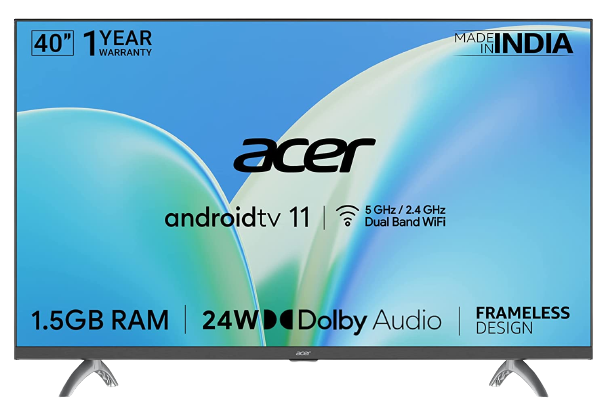 40" 1 YEAR WARRANTY
MADE IN INDIA
acer
androidtv 11
5 GHz / 2.4 GHz
Dual Band WiFi
1.5GB RAM
24W Dolby Audio
FRAMELESS
DESIGN
acer